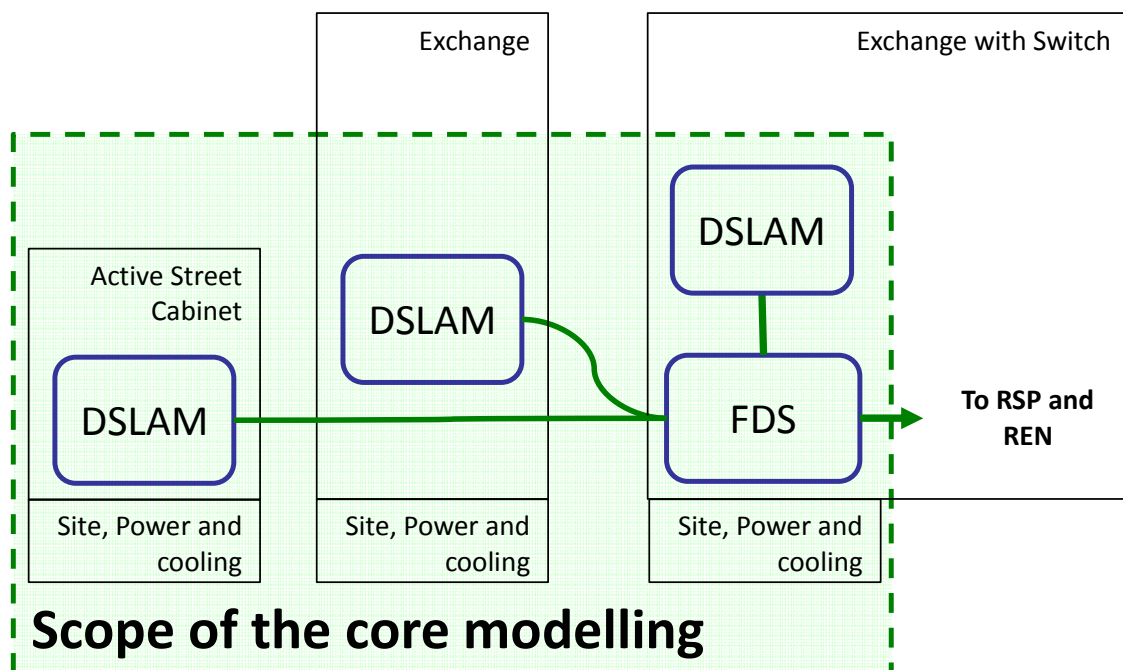 Exchange
Exchange with Switch
DSLAM
Active Street
Cabinet
DSLAM
DSLAM
FDS
To RSP and
REN
Site, Power and
cooling
Site, Power and
cooling
Site, Power and
cooling
Scope of the core modelling